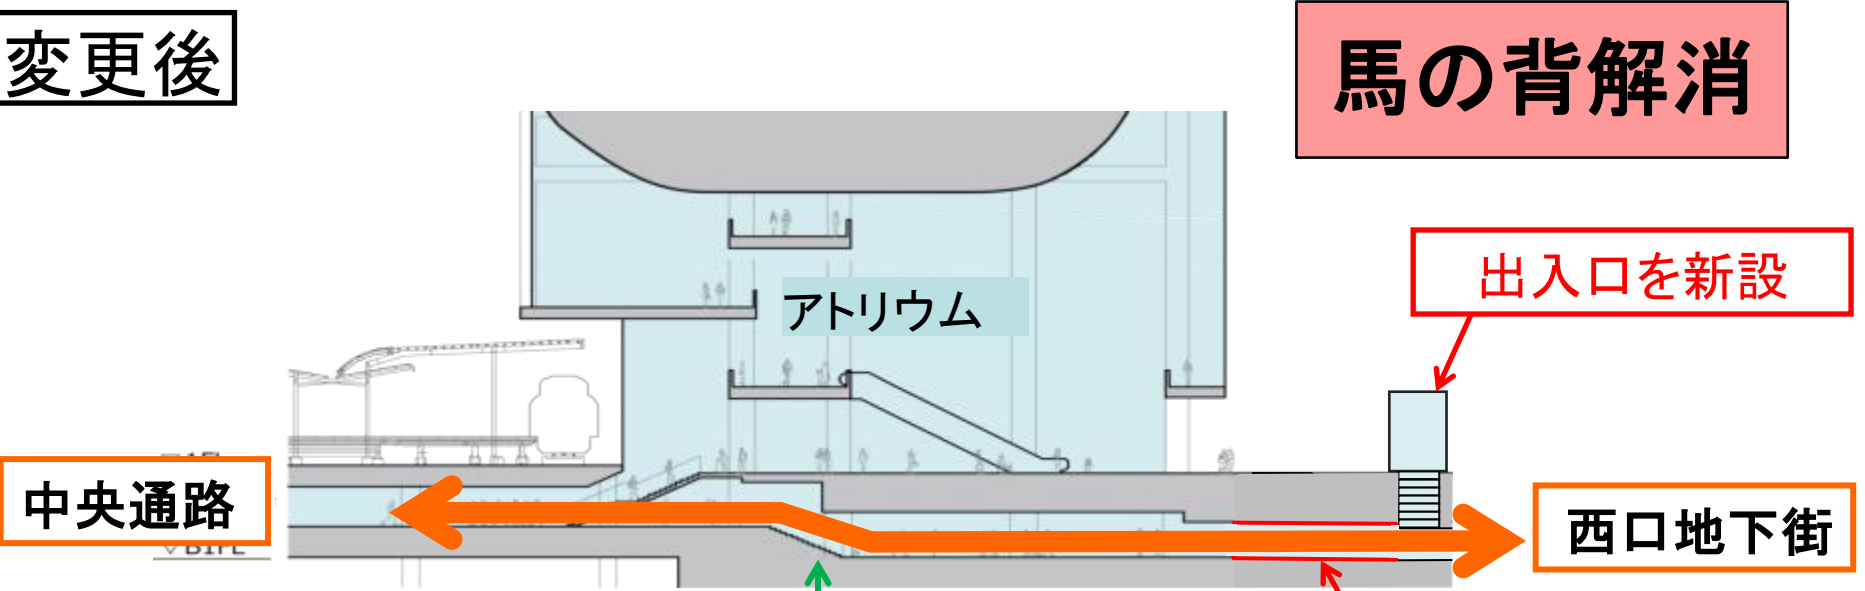 変更後
馬の背解消
出入口を新設
アトリウム
中央通路
▽B1FL
西口地下街